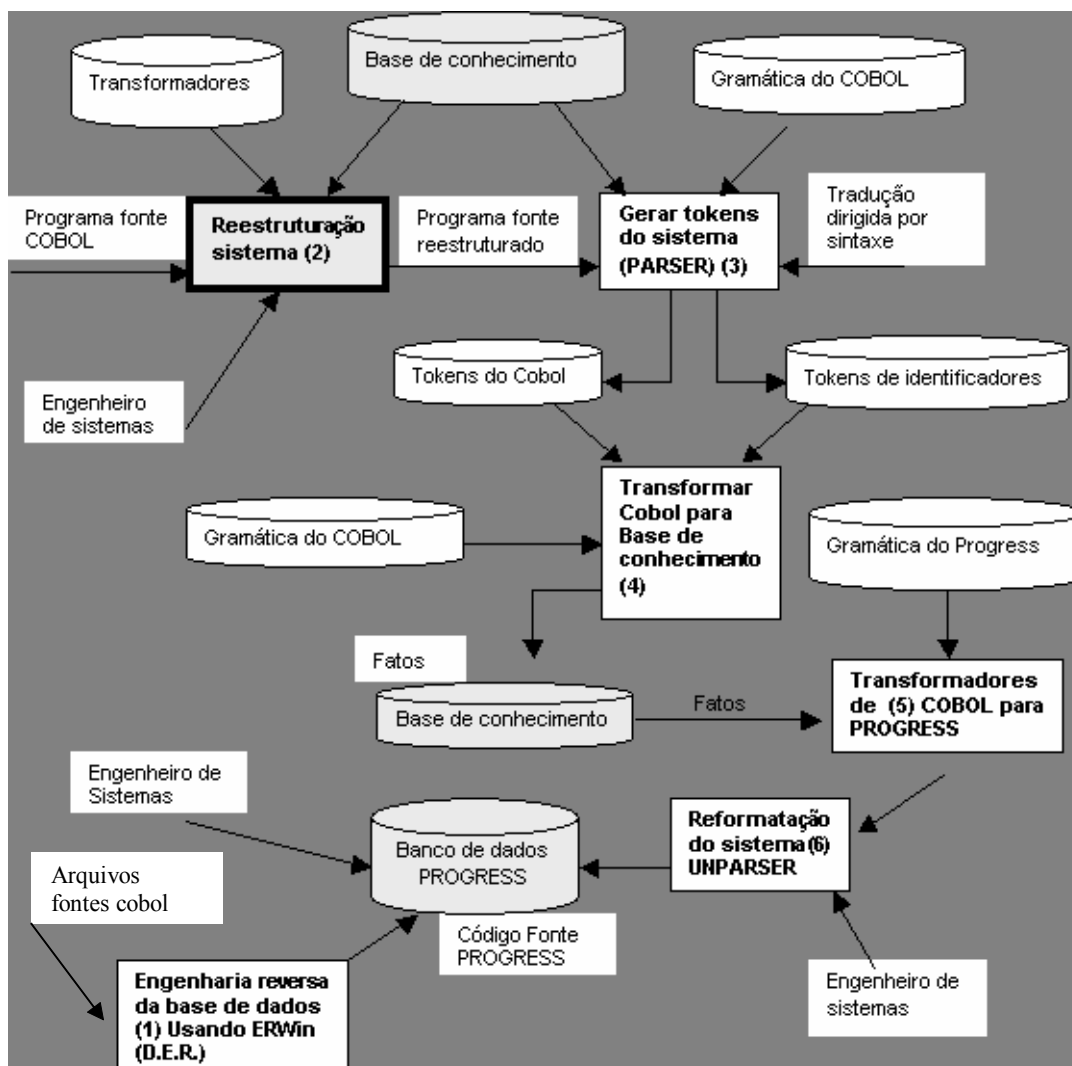 Transformadores
Base de conhecimento
Gramática do COBOL
Programa fonte
COBOL
Reestruturação
sistema (2)
Programa fonte
reestruturado
Gerar tokens
do sistema
(PARSER) (3)
Tradução
dirigida por
sintaxe
Engenheiro
de sistemas
Tokens do Cobol
Tokens de identificadores
Gramática do COBOL
Transformar
Cobol para
Base de
conhecimento
(4)
Gramática do Progress
Fatos
Base de conhecimento
Fatos
Transformadores
de (5) COBOL para
PROGRESS
Engenheiro de
Sistemas
Banco de dados
PROGRESS
Reformatação
do sistema(6)
UNPARSER
Arquivos
fontes cobol
Código Fonte
PROGRESS
Engenharia reversa
da base de dados
(1) Usando ERWin
(D.E.R.)
Engenheiro de
sistemas